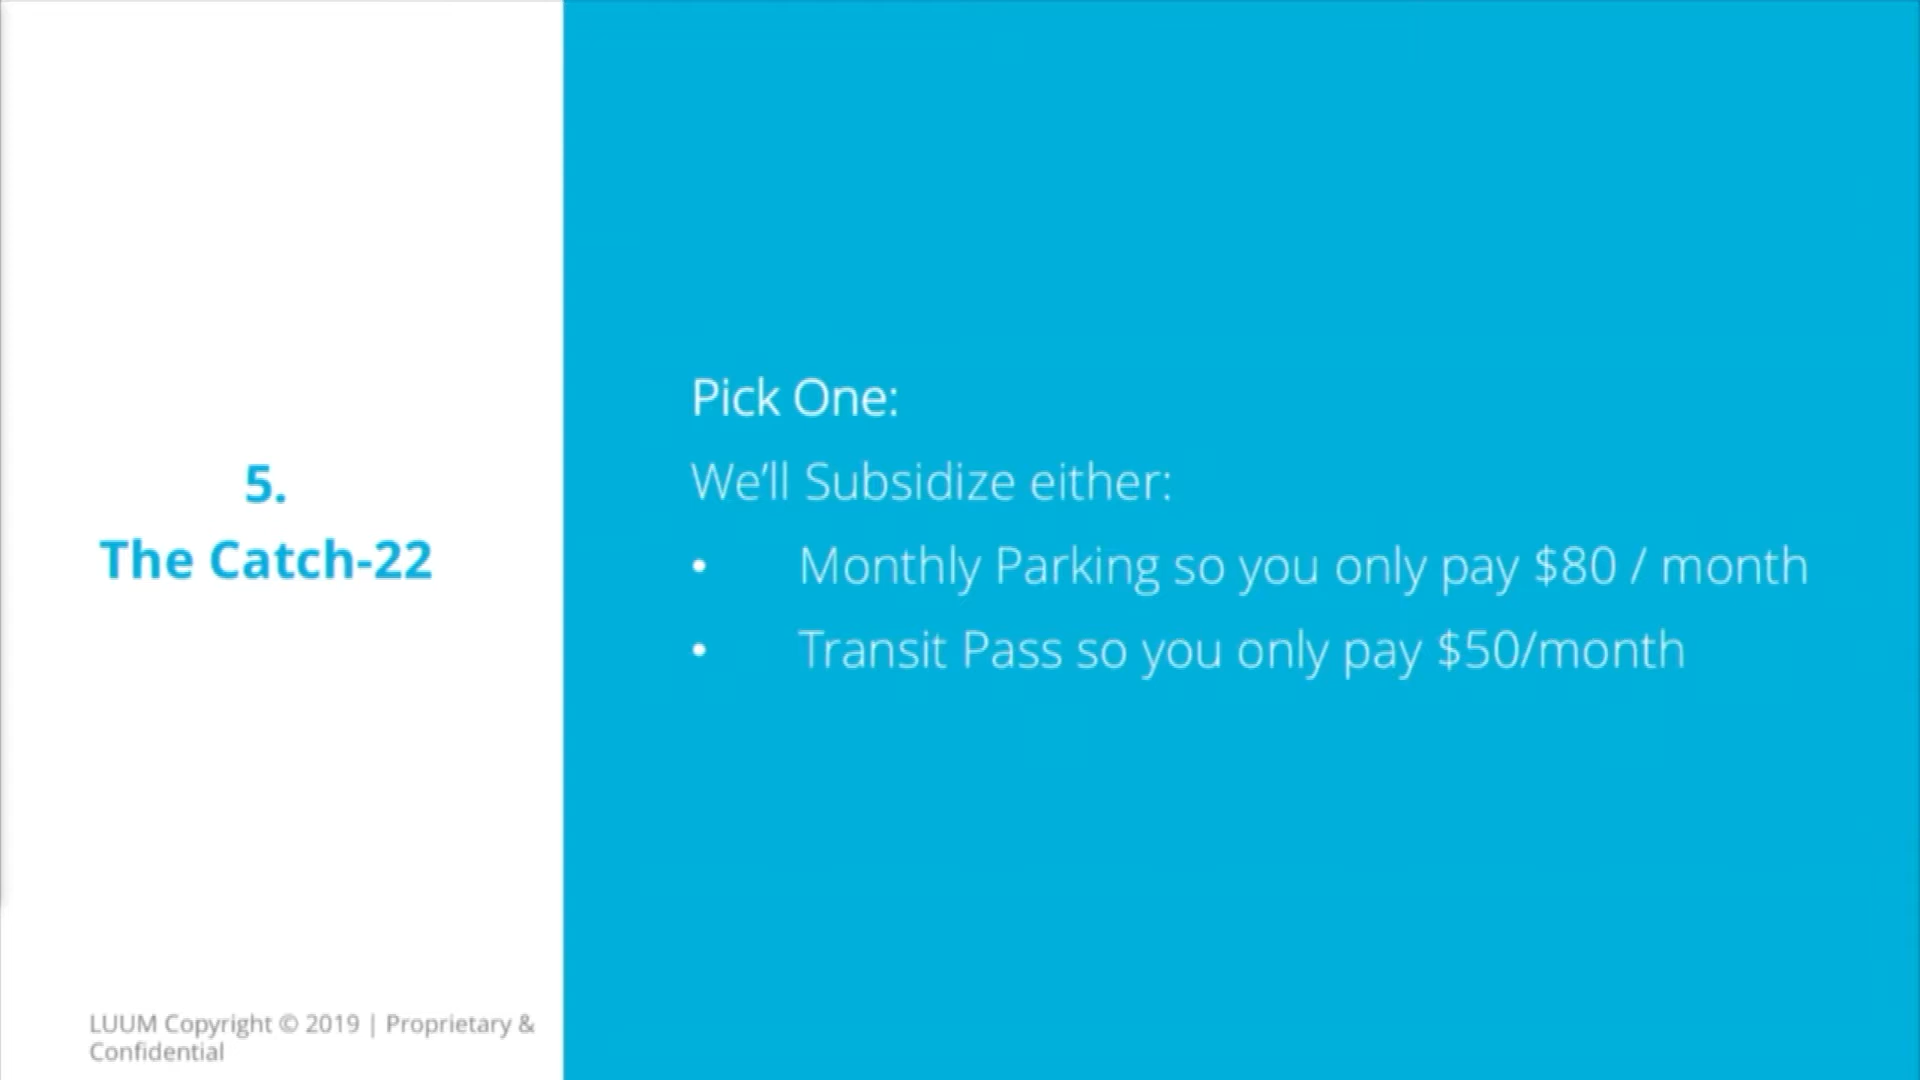 5.
The Catch-22
Pick One:
We’ll Subsidize either:
• Monthly Parking so you only pay $80 / month
• Transit Pass so you only pay $50/month
LUUM Copyright © 2019 | Proprietary &
Confidential